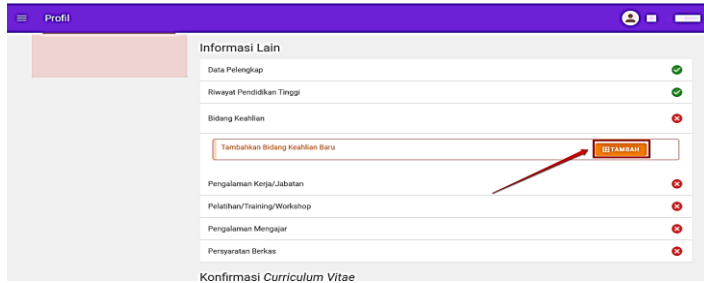 Profil
Informasi Lain
Data Pelengkap
Riwayat Pendidikan Tinggi
Bidang Keahlian
Tambahkan Bidang Keahlian Baru
TAMBAH
Pengalaman Kerja/Jabatan
Pelatihan/Training/Workshop
Pengalaman Mengajar
Persyaratan Berkas
Konfirmasi Curriculum Vitae